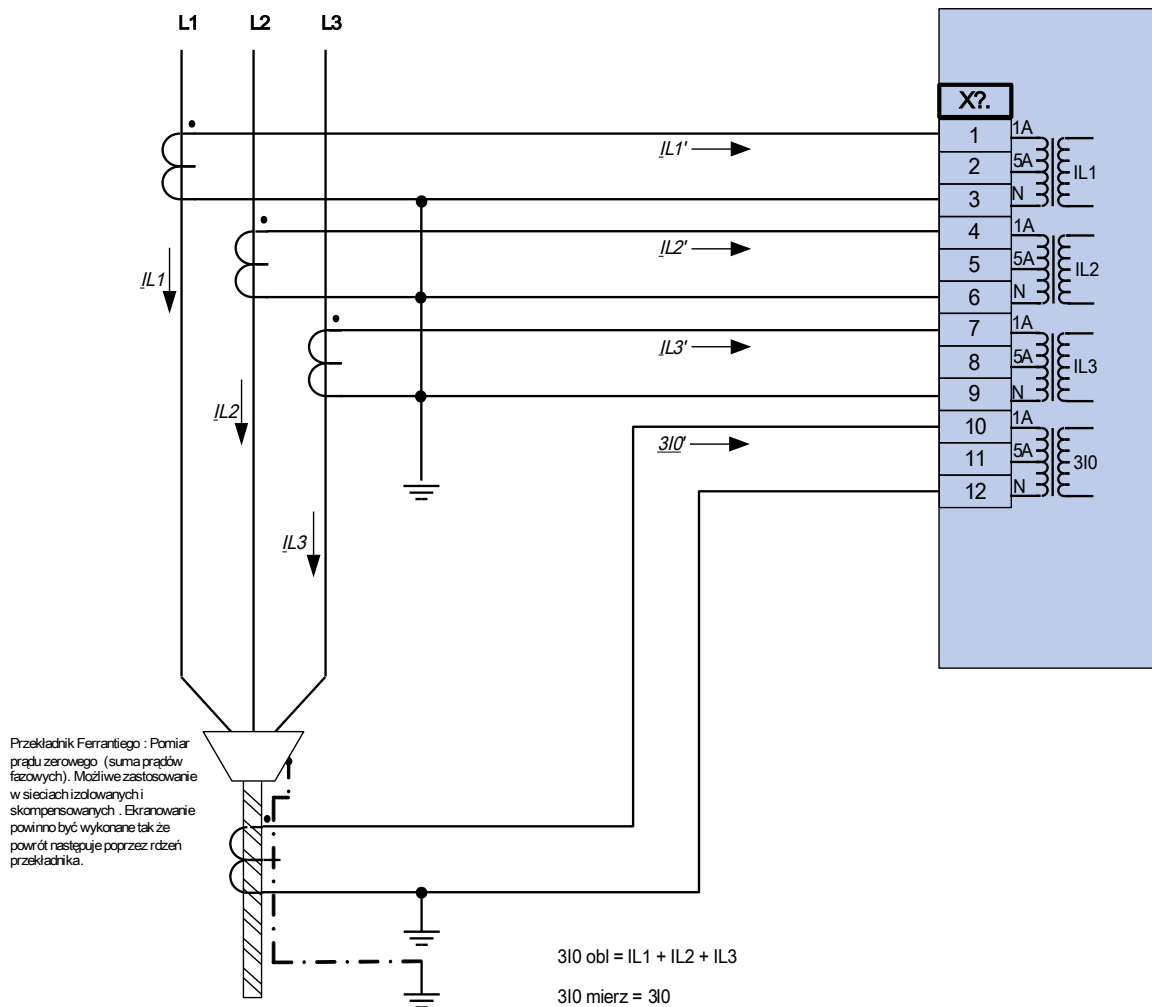 L1 L2 L3
X?.
1 1A
2 5A
3 N
IL1
4 1A
5 5A
6 N
IL2
7 1A
8 5A
9 N
IL3
10 1A
11 5A
12 N
3I0
IL1'
IL2'
IL3'
3I0'
IL1
IL2
IL3
Przekładnik Ferrantiego : Pomiar
prądu zerowego (suma prądów
fazowych). Możliwe zastosowanie
w sieciach izolowanych i
skompensowanych . Ekranowanie
powinno być wykonane tak że
powrót następuje poprzez rdzeń
przekładnika.
3I0 obl = IL1 + IL2 + IL3
3I0 mierz = 3I0